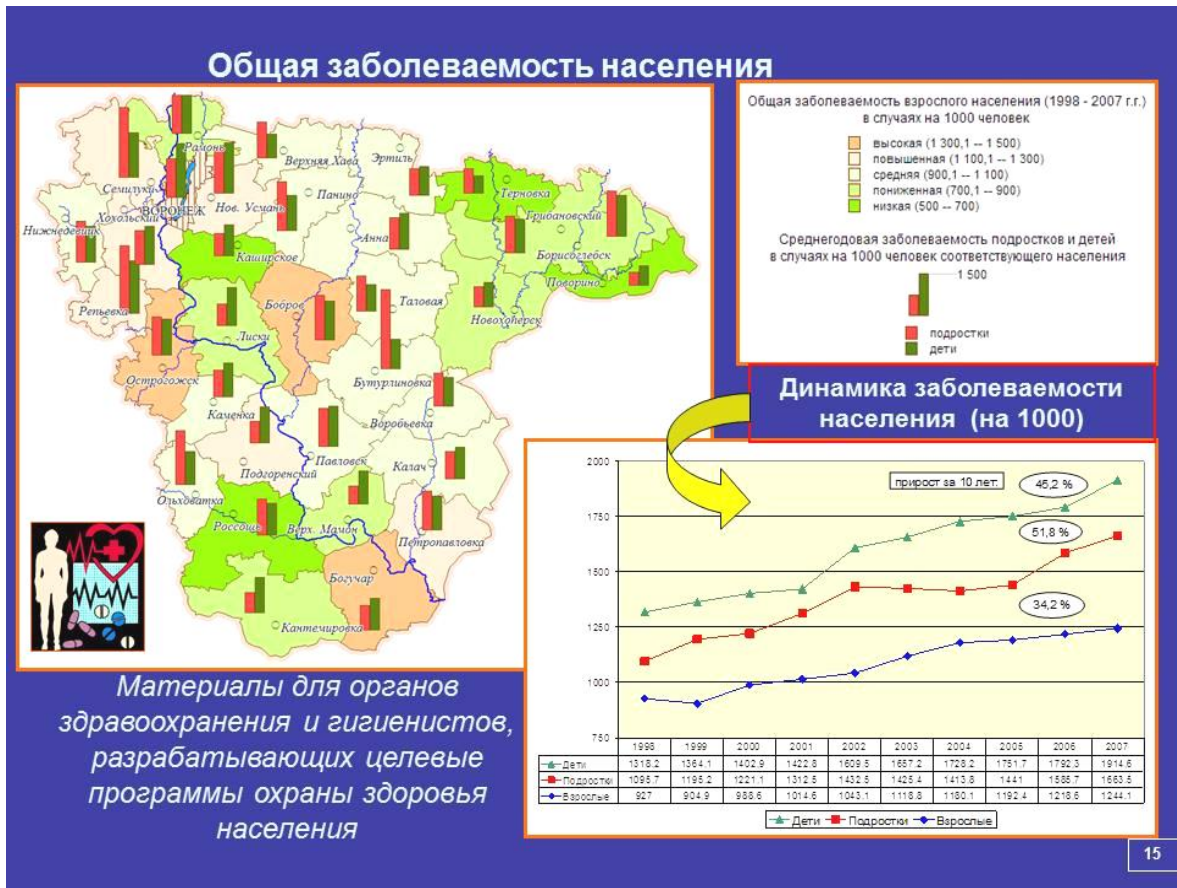 Общая заболеваемость населения
Рамонь
Верхняя Хава
Эртиль
Семилуки
Нов. Усмань
Панино
Терновка
Хохольский
ВОРОНЕЖ
Грибановский
Нижнедевицк
Анна
Борисоглебск
Каширское
Поворино
Репьевка
Бобров
Таловая
Новохоперск
Лиски
Острогожск
Бутурлиновка
Каменка
Воробьевка
Павловск
Калач
Подгоренский
Ольховатка
Россошь
Верх. Мамон
Петропавловка
Богучар
Кантемировка
Общая заболеваемость взрослого населения (1998 - 2007 г.г.)
в случаях на 1000 человек
высокая (1 300,1 -- 1 500)
повышенная (1 100,1 -- 1 300)
средняя (900,1 -- 1 100)
пониженная (700,1 -- 900)
низкая (500 -- 700)
Среднегодовая заболеваемость подростков и детей
в случаях на 1000 человек соответствующего населения
1 500
подростки
дети
Динамика заболеваемости
населения (на 1000)
2000
1750
1500
1250
1000
750
прирост за 10 лет:
45,2 %
51,8 %
34,2 %
1998 1999 2000 2001 2002 2003 2004 2005 2006 2007
Дети 1318.2 1364.1 1402.9 1422.8 1609.5 1657.2 1728.2 1751.7 1792.3 1914.6
Подростки 1095.7 1195.2 1221.1 1312.5 1432.5 1425.4 1413.8 1441 1585.7 1663.5
Взрослые 927 904.9 988.6 1014.6 1043.1 1118.8 1180.1 1192.4 1218.6 1244.1
Дети Подростки Взрослые
Материалы для органов
здравоохранения и гигиенистов,
разрабатывающих целевые
программы охраны здоровья
населения
15